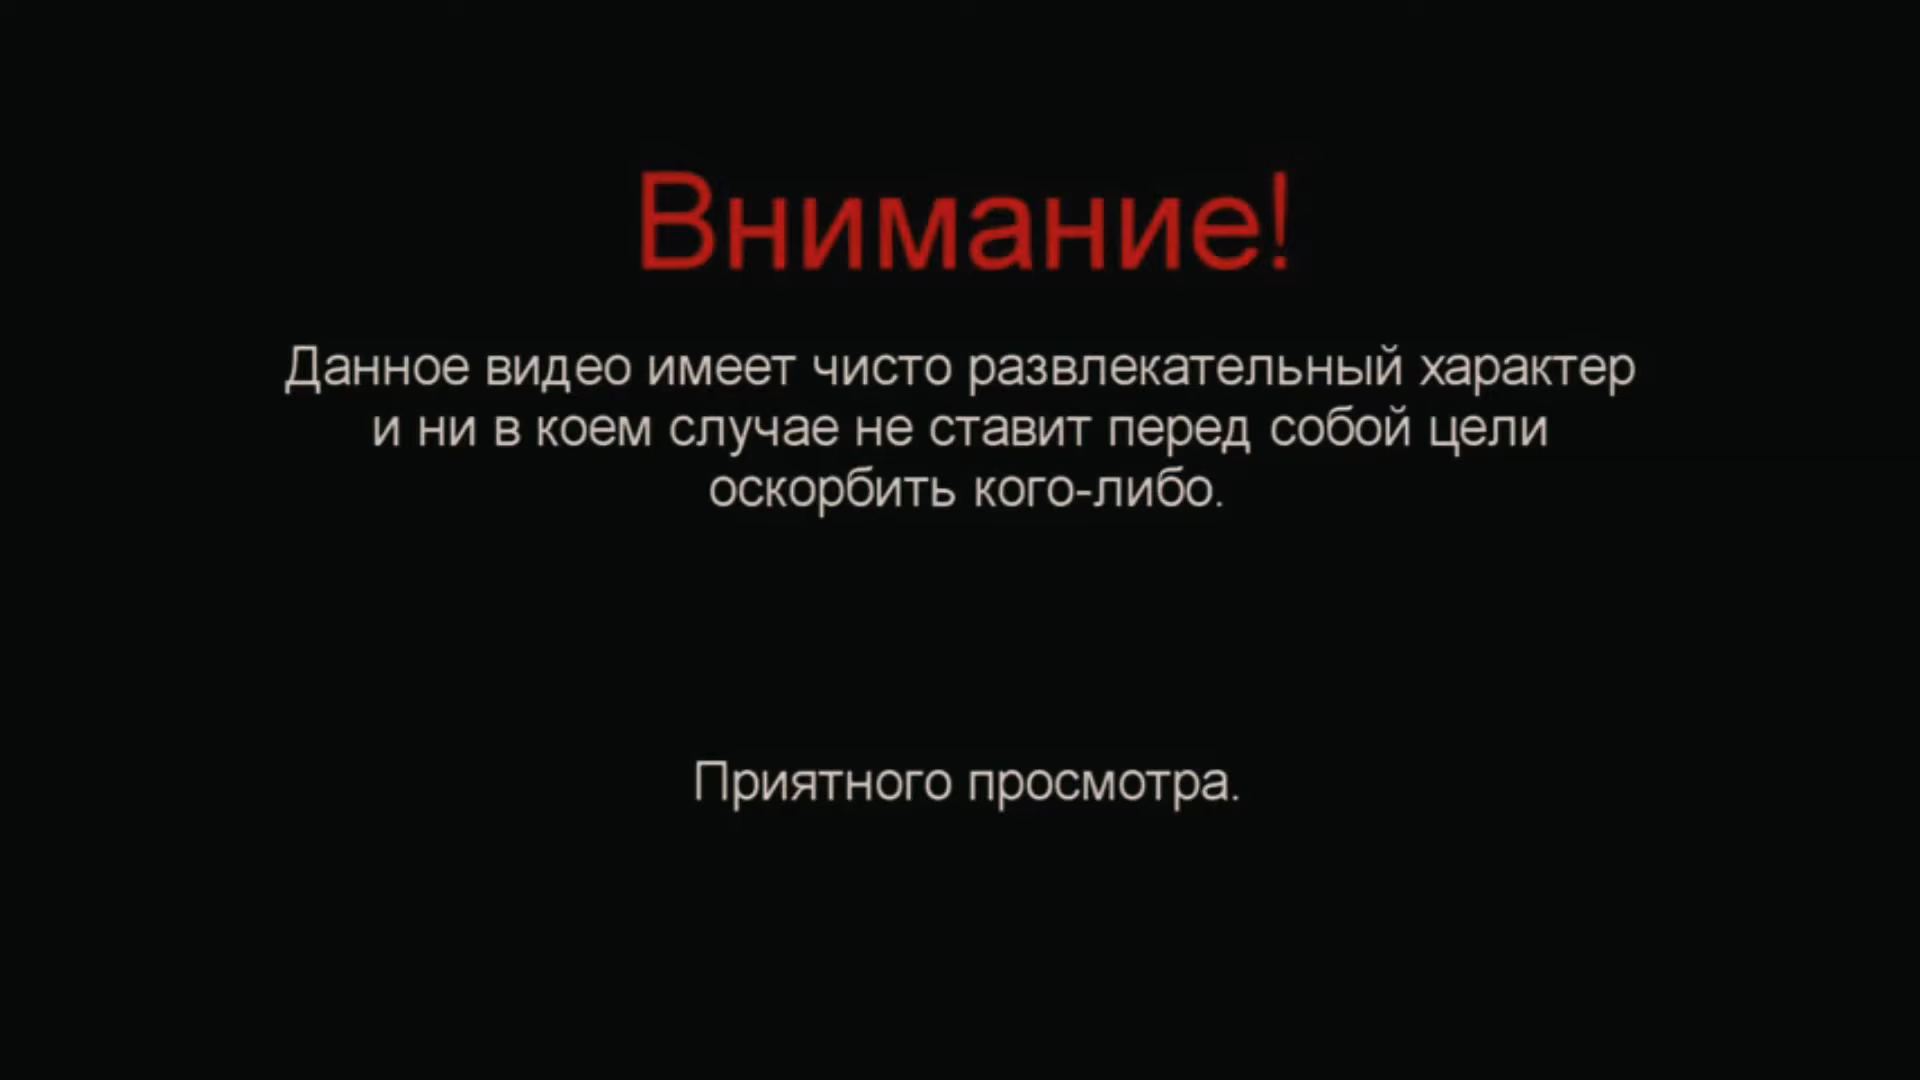 Внимание!
Данное видео имеет чисто развлекательный характер
и ни в коем случае не ставит перед собой цели
оскорбить кого-либо.
Приятного просмотра.